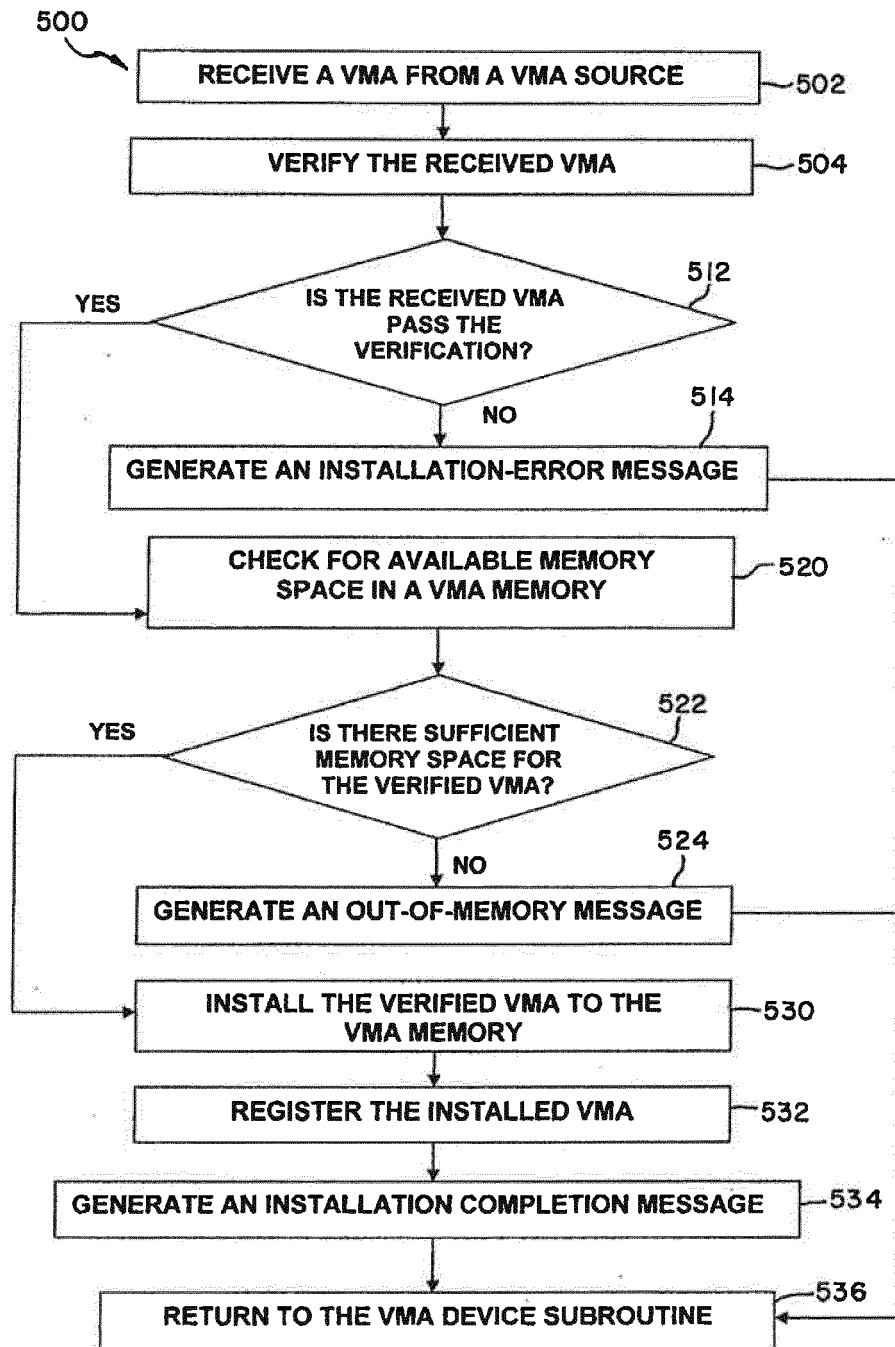 500
RECEIVE A VMA FROM A VMA SOURCE
502
VERIFY THE RECEIVED VMA
504
512
YES
IS THE RECEIVED VMA
PASS THE
VERIFICATION?
NO
514
GENERATE AN INSTALLATION-ERROR MESSAGE
CHECK FOR AVAILABLE MEMORY
SPACE IN A VMA MEMORY
520
522
YES
IS THERE SUFFICIENT
MEMORY SPACE FOR
THE VERIFIED VMA?
NO
524
GENERATE AN OUT-OF-MEMORY MESSAGE
INSTALL THE VERIFIED VMA TO THE
VMA MEMORY
530
REGISTER THE INSTALLED VMA
532
GENERATE AN INSTALLATION COMPLETION MESSAGE
534
RETURN TO THE VMA DEVICE SUBROUTINE
536